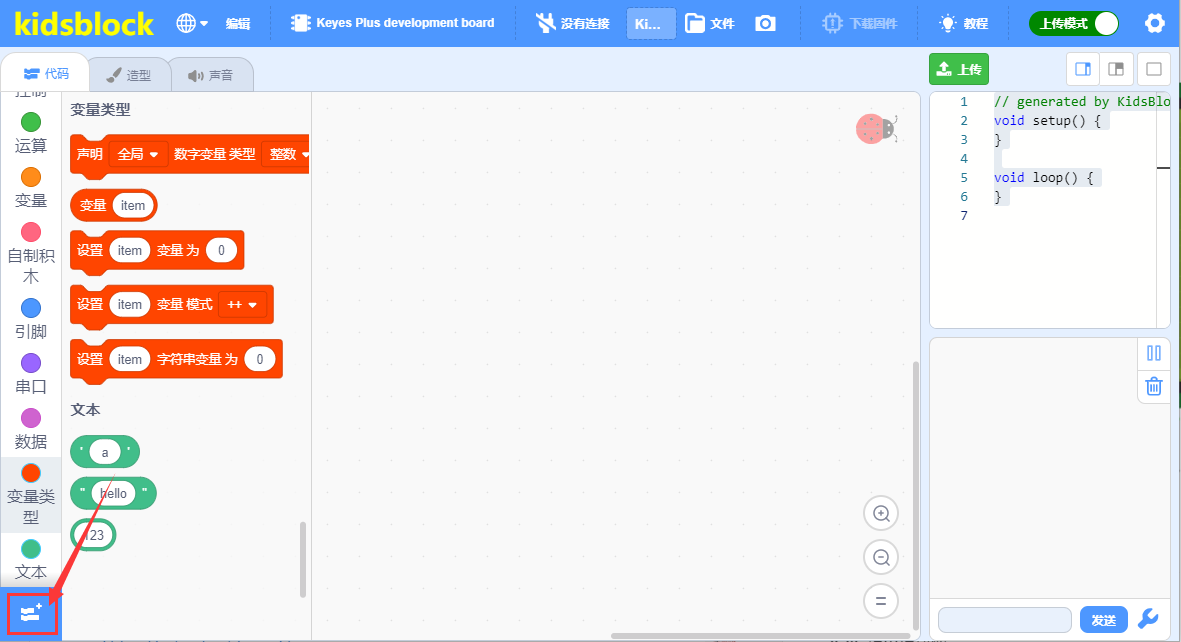 kidsblock
编辑
Keyes Plus development board
没有连接
Ki...
文件
下载固件
教程
上传模式
代码
造型
声音
上传
控制
运算
变量
自制积
木
引脚
串口
数据
变量类
型
文本
变量类型
声明 全局 数字变量 类型 整数
变量 item
设置 item 变量 为 0
设置 item 变量 模式 ++
设置 item 字符串变量 为 0
文本
' a '
" hello "
123
1 // generated by KidsBlo
2 void setup() {
3 }
4
5 void loop() {
6 }
7
发送